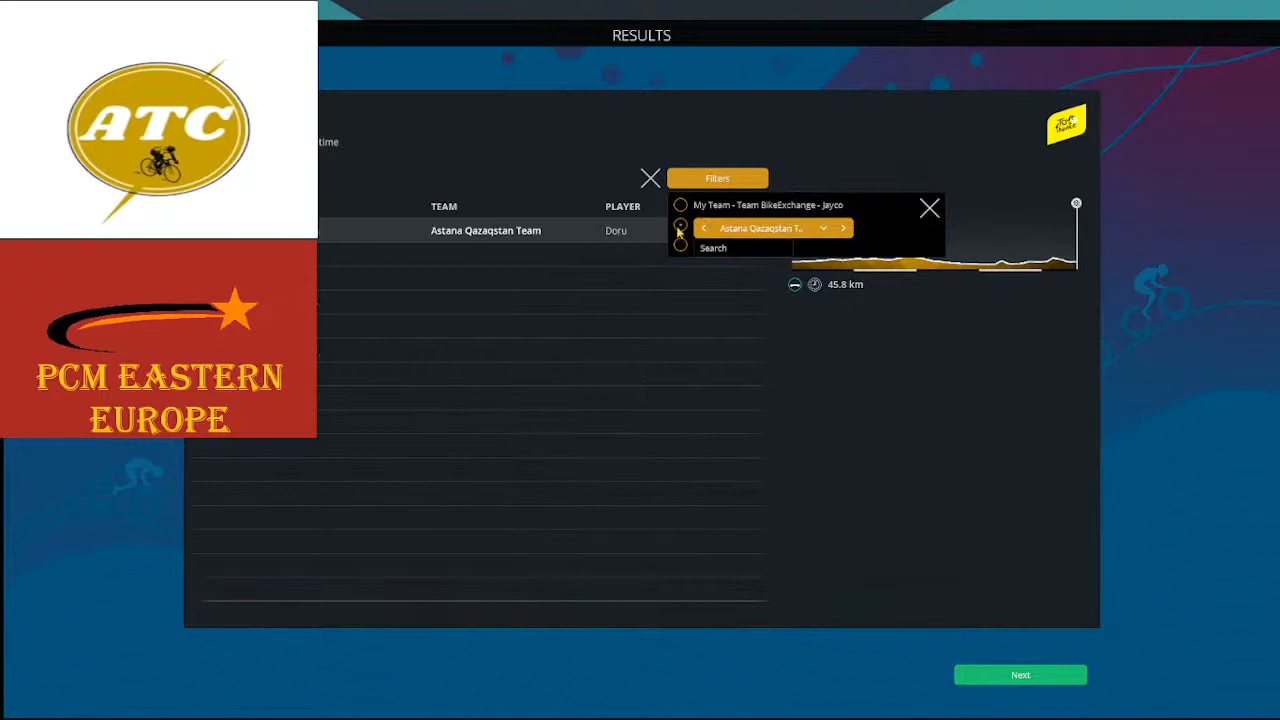 RESULTS
ATC
time
Filters
TEAM
PLAYER
My Team - Team BikeExchange - Jayco
Astana Qazaqstan Team
Doru
Astana Qazaqstan T..
Search
45.8 km
PCM EASTERN
EUROPE
Next